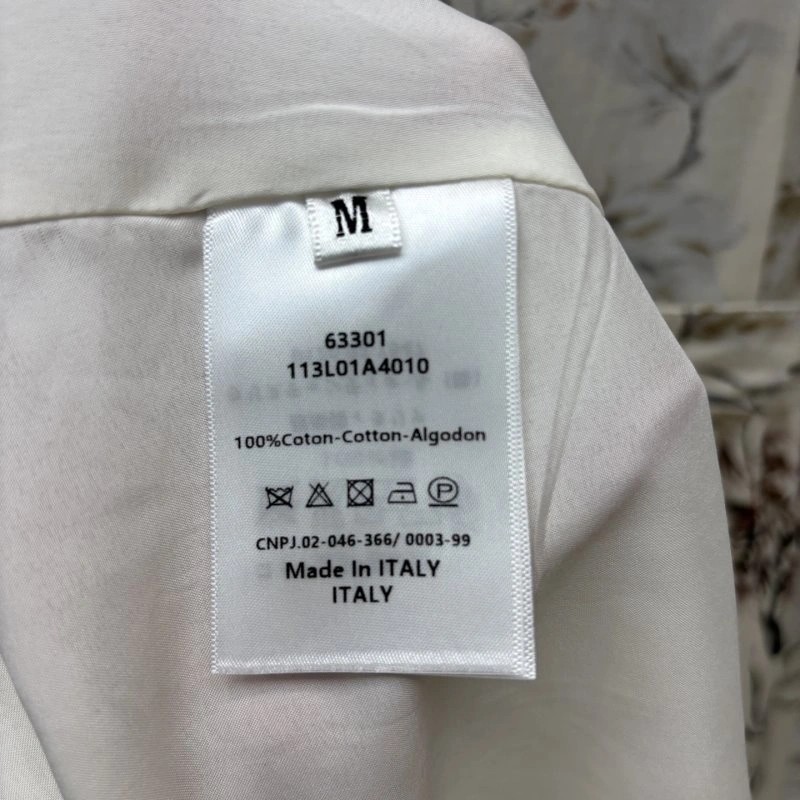 M
63301
113L01A4010
100%Coton-Cotton-Algodon
CNPJ.02-046-366/ 0003-99
Made In ITALY
ITALY